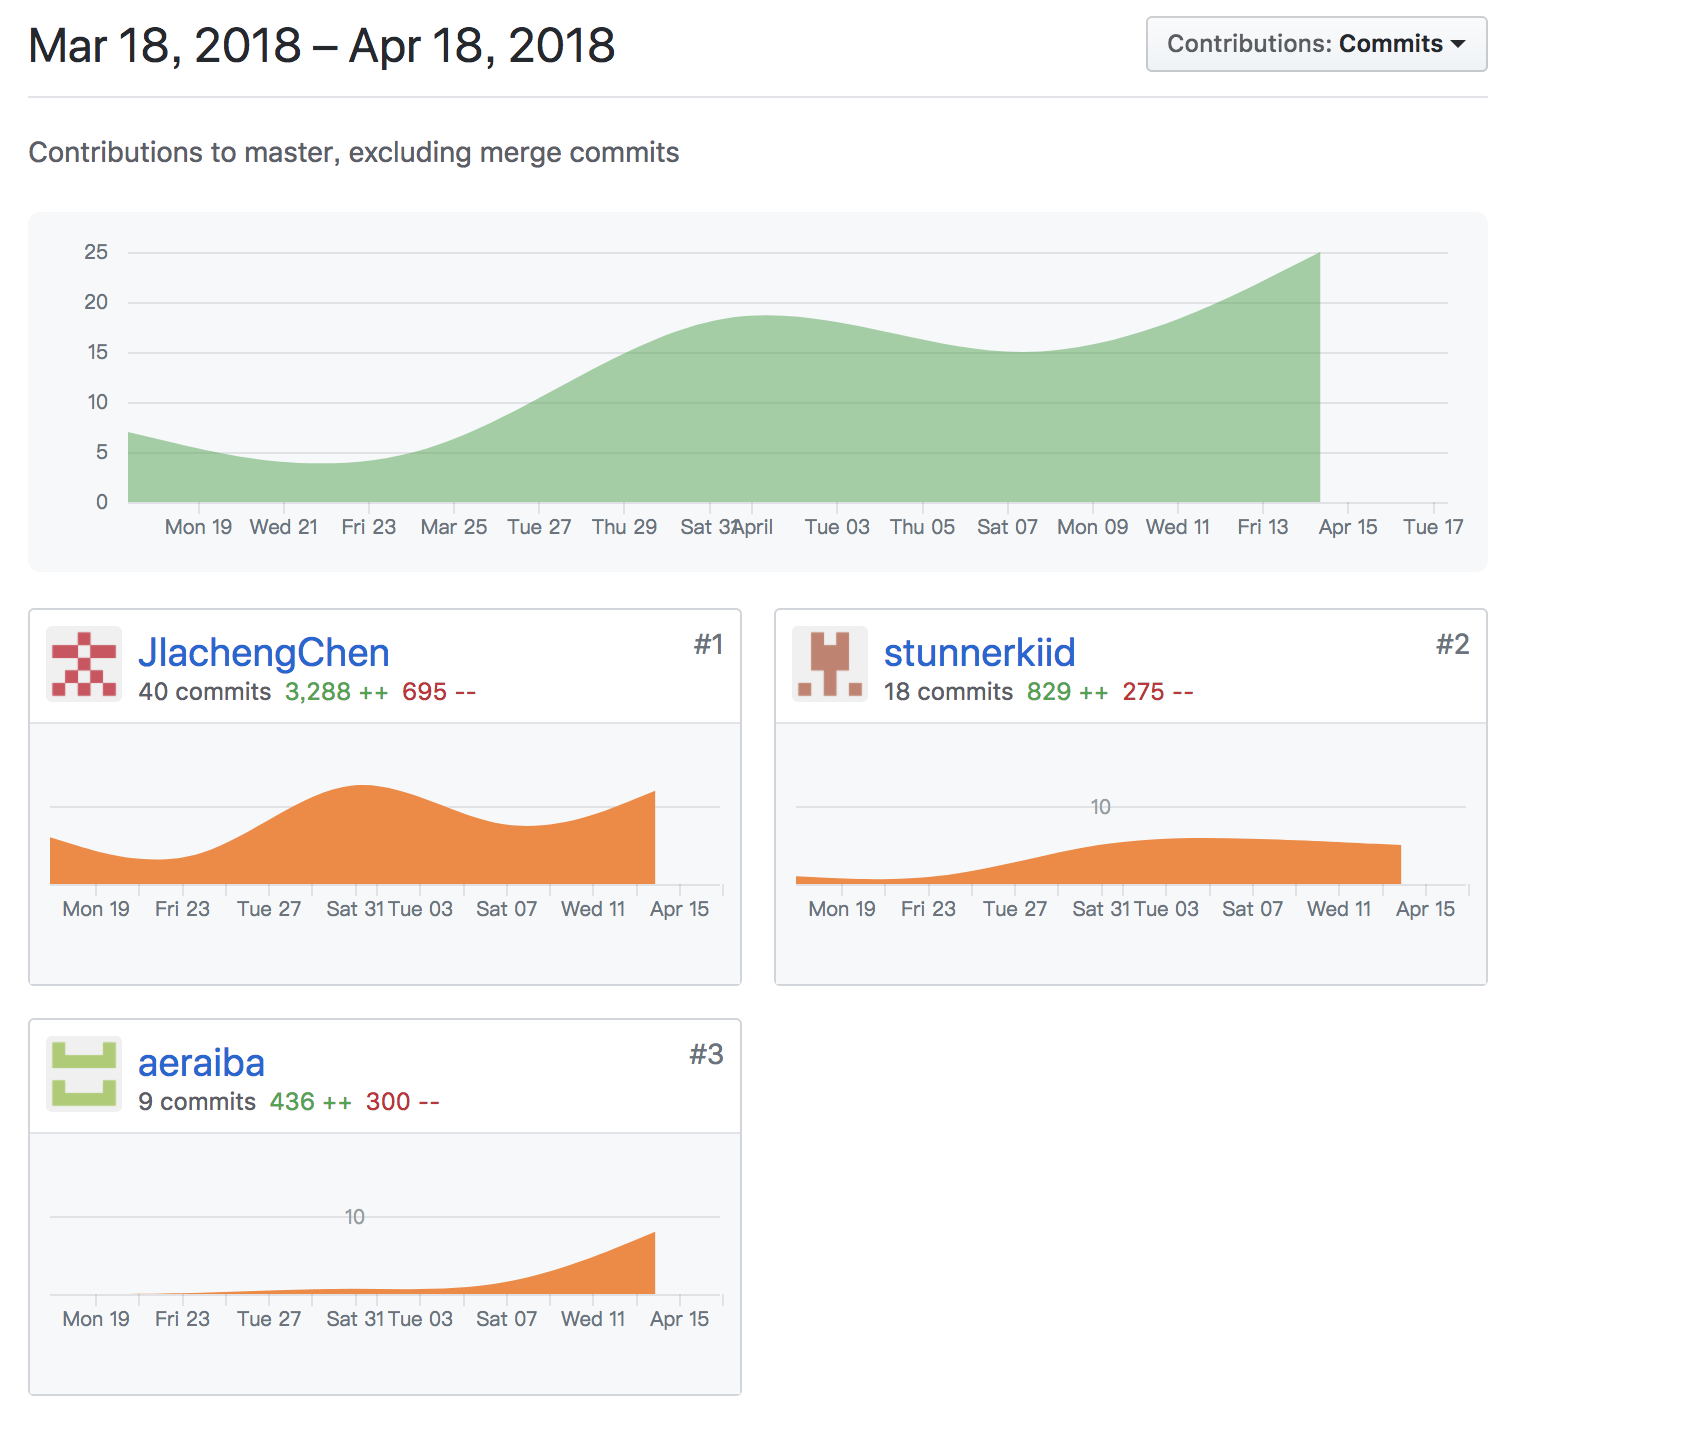 Mar 18, 2018 – Apr 18, 2018
Contributions: Commits
Contributions to master, excluding merge commits
25
20
15
10
5
0
Mon 19 Wed 21 Fri 23 Mar 25 Tue 27 Thu 29 Sat 31 April Tue 03 Thu 05 Sat 07 Mon 09 Wed 11 Fri 13 Apr 15 Tue 17
JIachengChen #1
40 commits 3,288 ++ 695 --
Mon 19 Fri 23 Tue 27 Sat 31 Tue 03 Sat 07 Wed 11 Apr 15
stunnerkiid #2
18 commits 829 ++ 275 --
10
Mon 19 Fri 23 Tue 27 Sat 31 Tue 03 Sat 07 Wed 11 Apr 15
aeraiba #3
9 commits 436 ++ 300 --
10
Mon 19 Fri 23 Tue 27 Sat 31 Tue 03 Sat 07 Wed 11 Apr 15